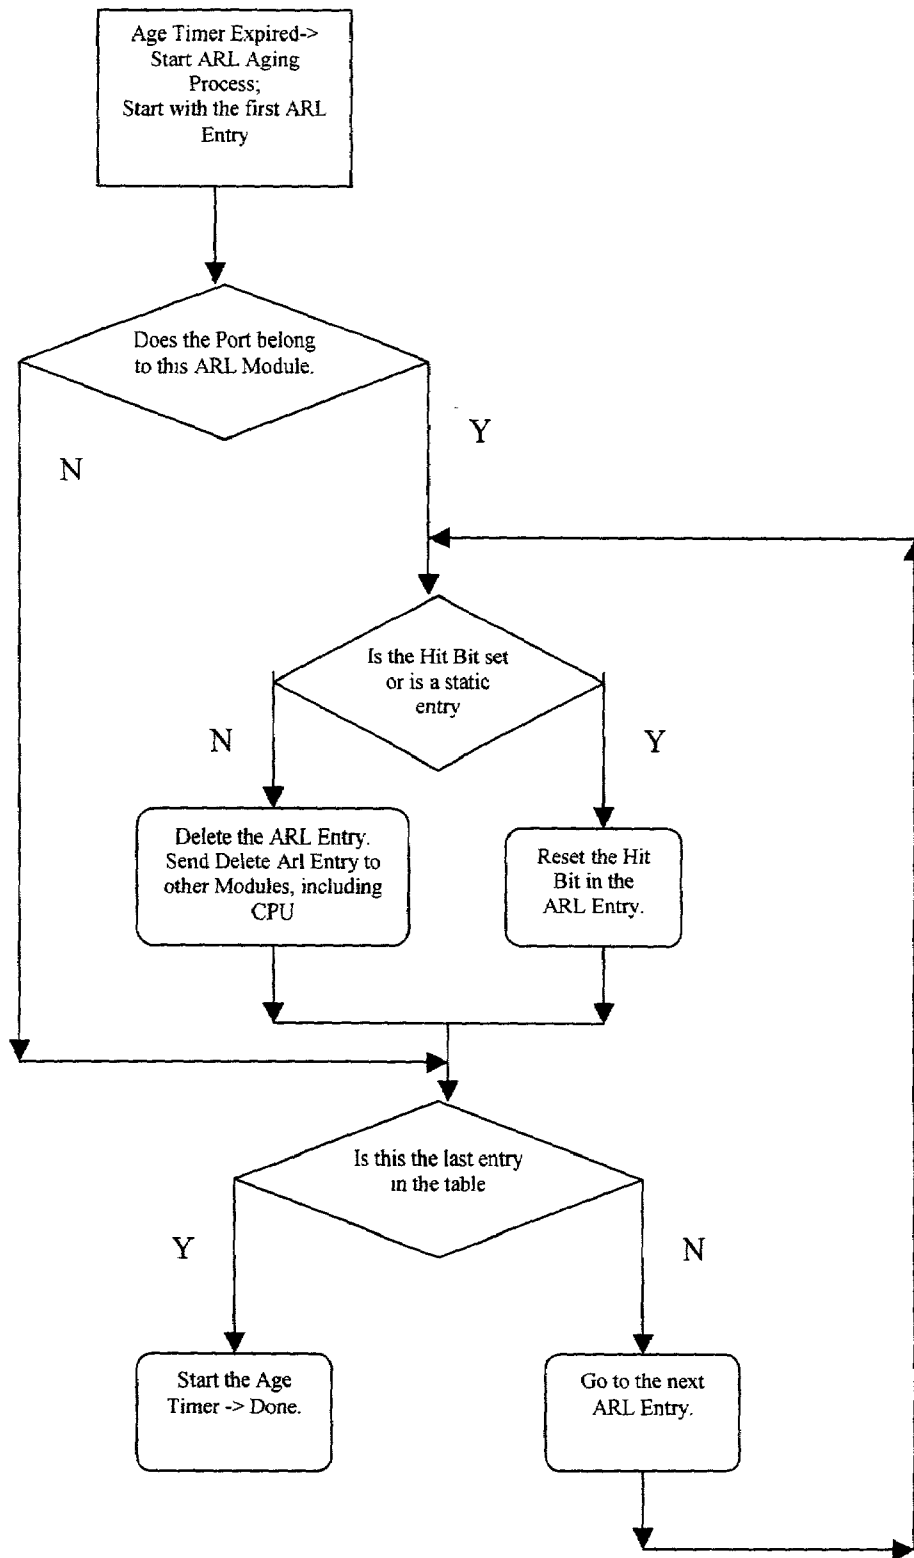 Age Timer Expired->
Start ARL Aging
Process;
Start with the first ARL
Entry
Does the Port belong
to this ARL Module.
Y
N
Is the Hit Bit set
or is a static
entry
N
Y
Delete the ARL Entry.
Send Delete Arl Entry to
other Modules, including
CPU
Reset the Hit
Bit in the
ARL Entry.
Is this the last entry
in the table
Y
N
Start the Age
Timer -> Done.
Go to the next
ARL Entry.